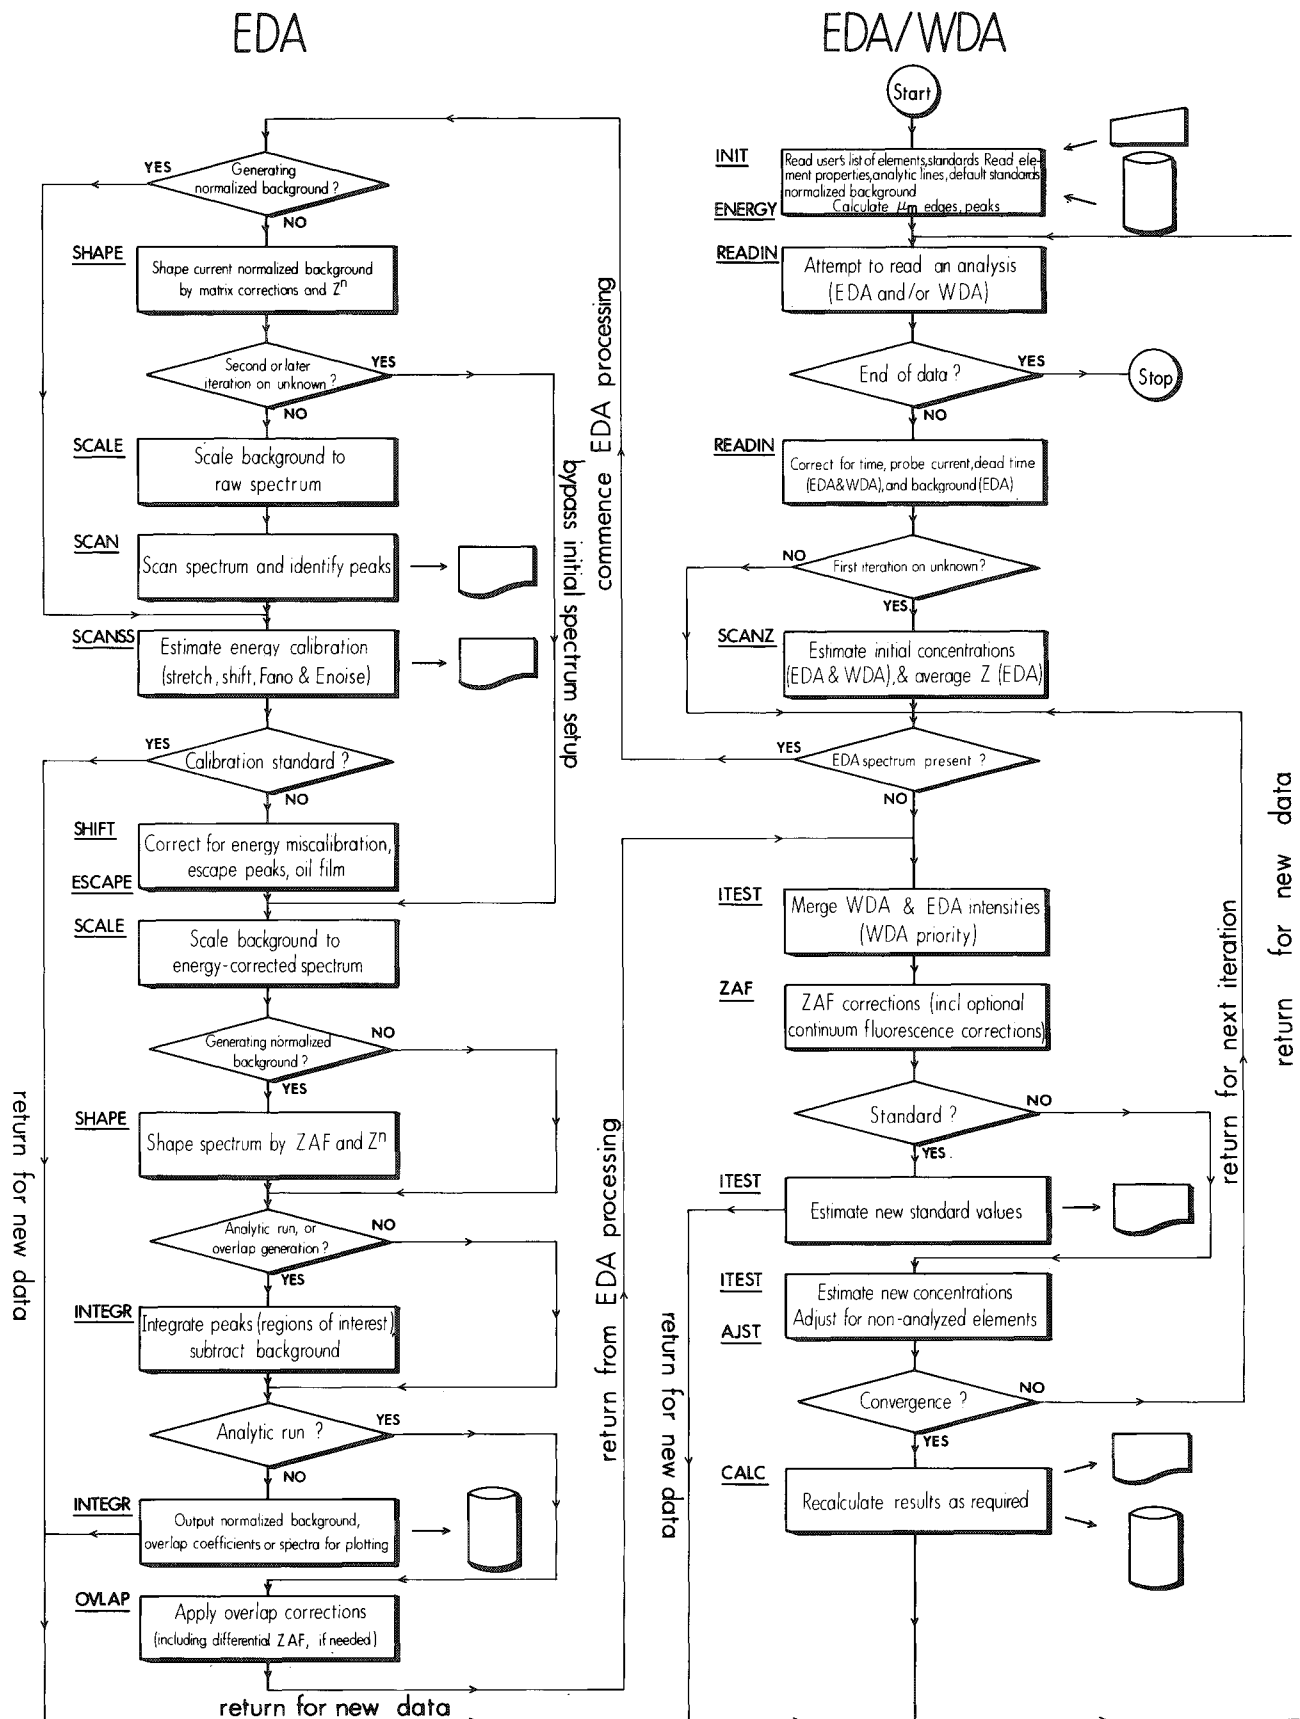 EDA
YES
Generating
normalized background ?
NO
SHAPE
Shape current normalized background
by matrix corrections and Zⁿ
Second or later
iteration on unknown ?
YES
NO
SCALE
Scale background to
raw spectrum
SCAN
Scan spectrum and identify peaks
SCANSS
Estimate energy calibration
(stretch, shift, Fano & Enoise)
YES
Calibration standard ?
NO
SHIFT
Correct for energy miscalibration,
escape peaks, oil film
ESCAPE
SCALE
Scale background to
energy-corrected spectrum
Generating normalized
background ?
NO
YES
SHAPE
Shape spectrum by ZAF and Zⁿ
Analytic run, or
overlap generation ?
NO
YES
INTEGR
Integrate peaks (regions of interest),
subtract background
Analytic run ?
YES
NO
INTEGR
Output normalized background,
overlap coefficients or spectra for plotting
OVLAP
Apply overlap corrections
(including differential ZAF, if needed)
return for new data
return for new data
bypass initial spectrum setup
commence EDA processing
return from EDA processing
EDA/WDA
Start
INIT
Read user's list of elements, standards Read ele-
ment properties, analytic lines, default standards
normalized background
ENERGY
Calculate μm edges, peaks
READIN
Attempt to read an analysis
(EDA and/or WDA)
End of data ?
YES
Stop
NO
READIN
Correct for time, probe current, dead time
(EDA&WDA), and background (EDA)
NO
First iteration on unknown?
YES
SCANZ
Estimate initial concentrations
(EDA & WDA), & average Z (EDA)
YES
EDA spectrum present ?
NO
ITEST
Merge WDA & EDA intensities
(WDA priority)
ZAF
ZAF corrections (incl optional
continuum fluorescence corrections)
Standard ?
NO
YES.
ITEST
Estimate new standard values
ITEST
Estimate new concentrations
Adjust for non-analyzed elements
AJST
Convergence ?
NO
YES
CALC
Recalculate results as required
return for new data
return for next iteration
return for new data